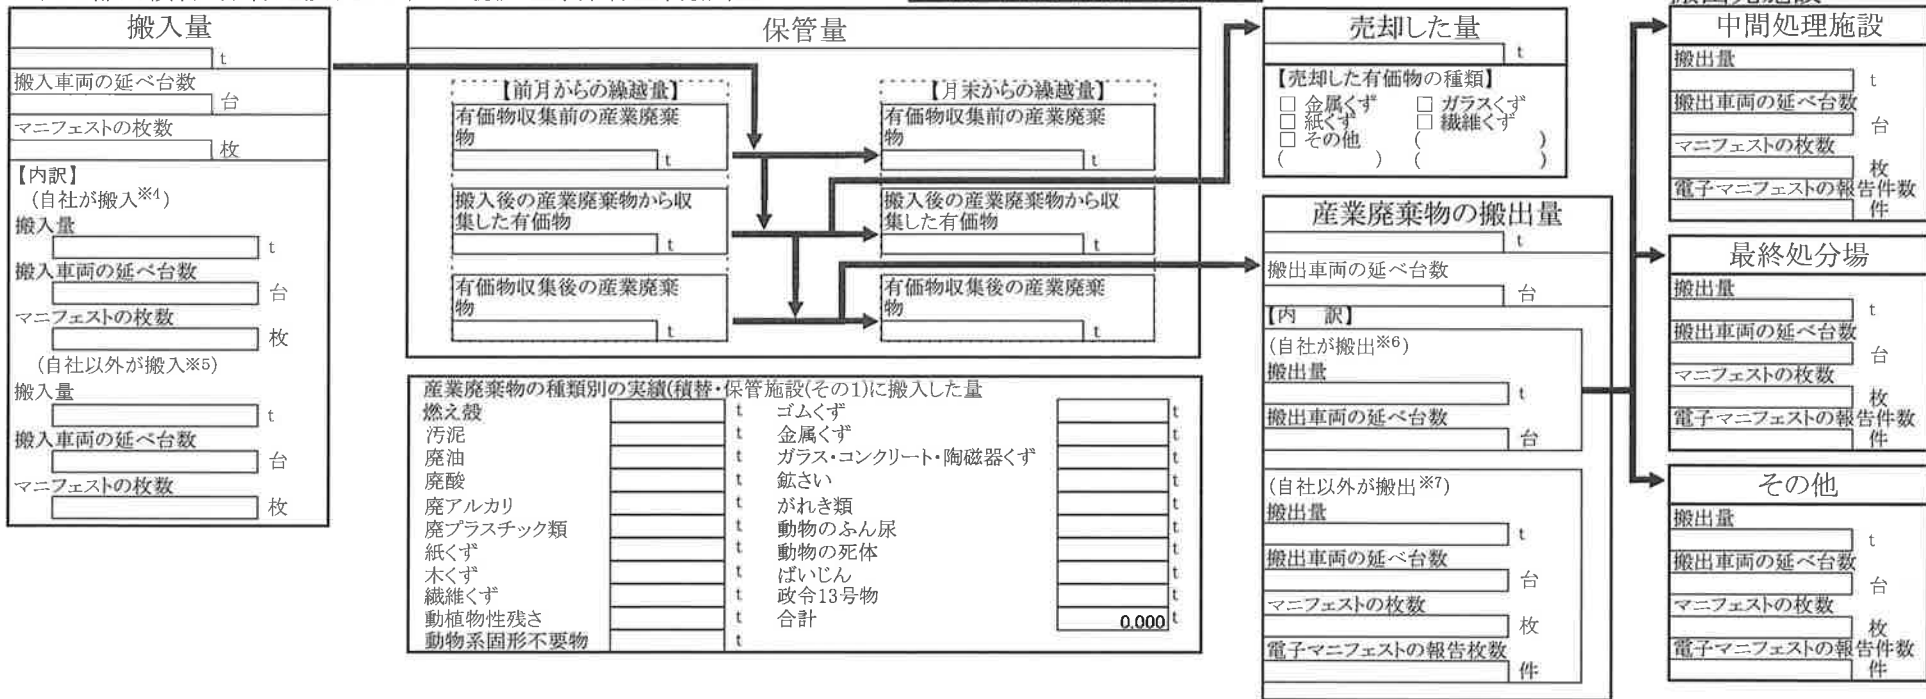 搬入量
t
搬入車両の延べ台数
台
マニフェストの枚数
枚
【内訳】
(自社が搬入※4)
搬入量
t
搬入車両の延べ台数
台
マニフェストの枚数
枚
(自社以外が搬入※5)
搬入量
t
搬入車両の延べ台数
台
マニフェストの枚数
枚
保管量
【前月からの繰越量】
有価物収集前の産業廃棄
物
t
搬入後の産業廃棄物から収
集した有価物
t
有価物収集後の産業廃棄
物
t
【月末からの繰越量】
有価物収集前の産業廃棄
物
t
搬入後の産業廃棄物から収
集した有価物
t
有価物収集後の産業廃棄
物
t
産業廃棄物の種類別の実績(積替・保管施設(その1)に搬入した量
燃え殻 t ゴムくず t
汚泥 t 金属くず t
廃油 t ガラス・コンクリート・陶磁器くず t
廃酸 t 鉱さい t
廃アルカリ t がれき類 t
廃プラスチック類 t 動物のふん尿 t
紙くず t 動物の死体 t
木くず t ばいじん t
繊維くず t 政令13号物 t
動植物性残さ t 合計 0.000 t
動物系固形不要物 t
売却した量
t
【売却した有価物の種類】
□ 金属くず □ ガラスくず
□ 紙くず □ 繊維くず
□ その他 ( )
( ) ( )
産業廃棄物の搬出量
t
搬出車両の延べ台数
台
【内 訳】
(自社が搬出※6)
搬出量
t
搬出車両の延べ台数
台
(自社以外が搬出※7)
搬出量
t
搬出車両の延べ台数
台
マニフェストの枚数
枚
電子マニフェストの報告枚数
件
中間処理施設
搬出量
t
搬出車両の延べ台数
台
マニフェストの枚数
枚
電子マニフェストの報告件数
件
最終処分場
搬出量
t
搬出車両の延べ台数
台
マニフェストの枚数
枚
電子マニフェストの報告件数
件
その他
搬出量
t
搬出車両の延べ台数
台
マニフェストの枚数
枚
電子マニフェストの報告件数
件